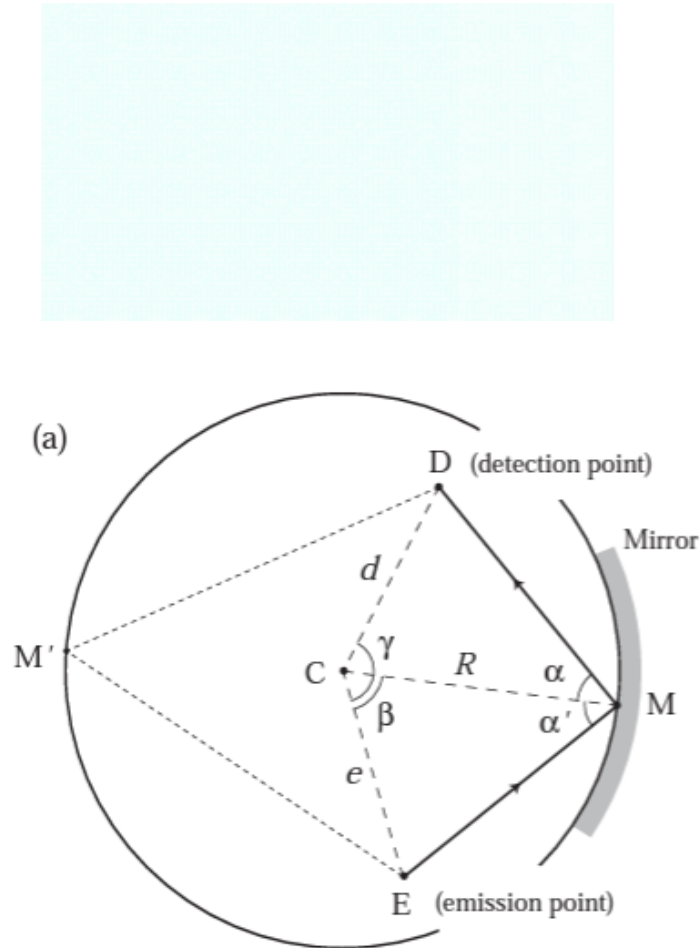 (a)
D (detection point)
Mirror
d
γ
M′
C
R
α
M
α′
β
e
E (emission point)